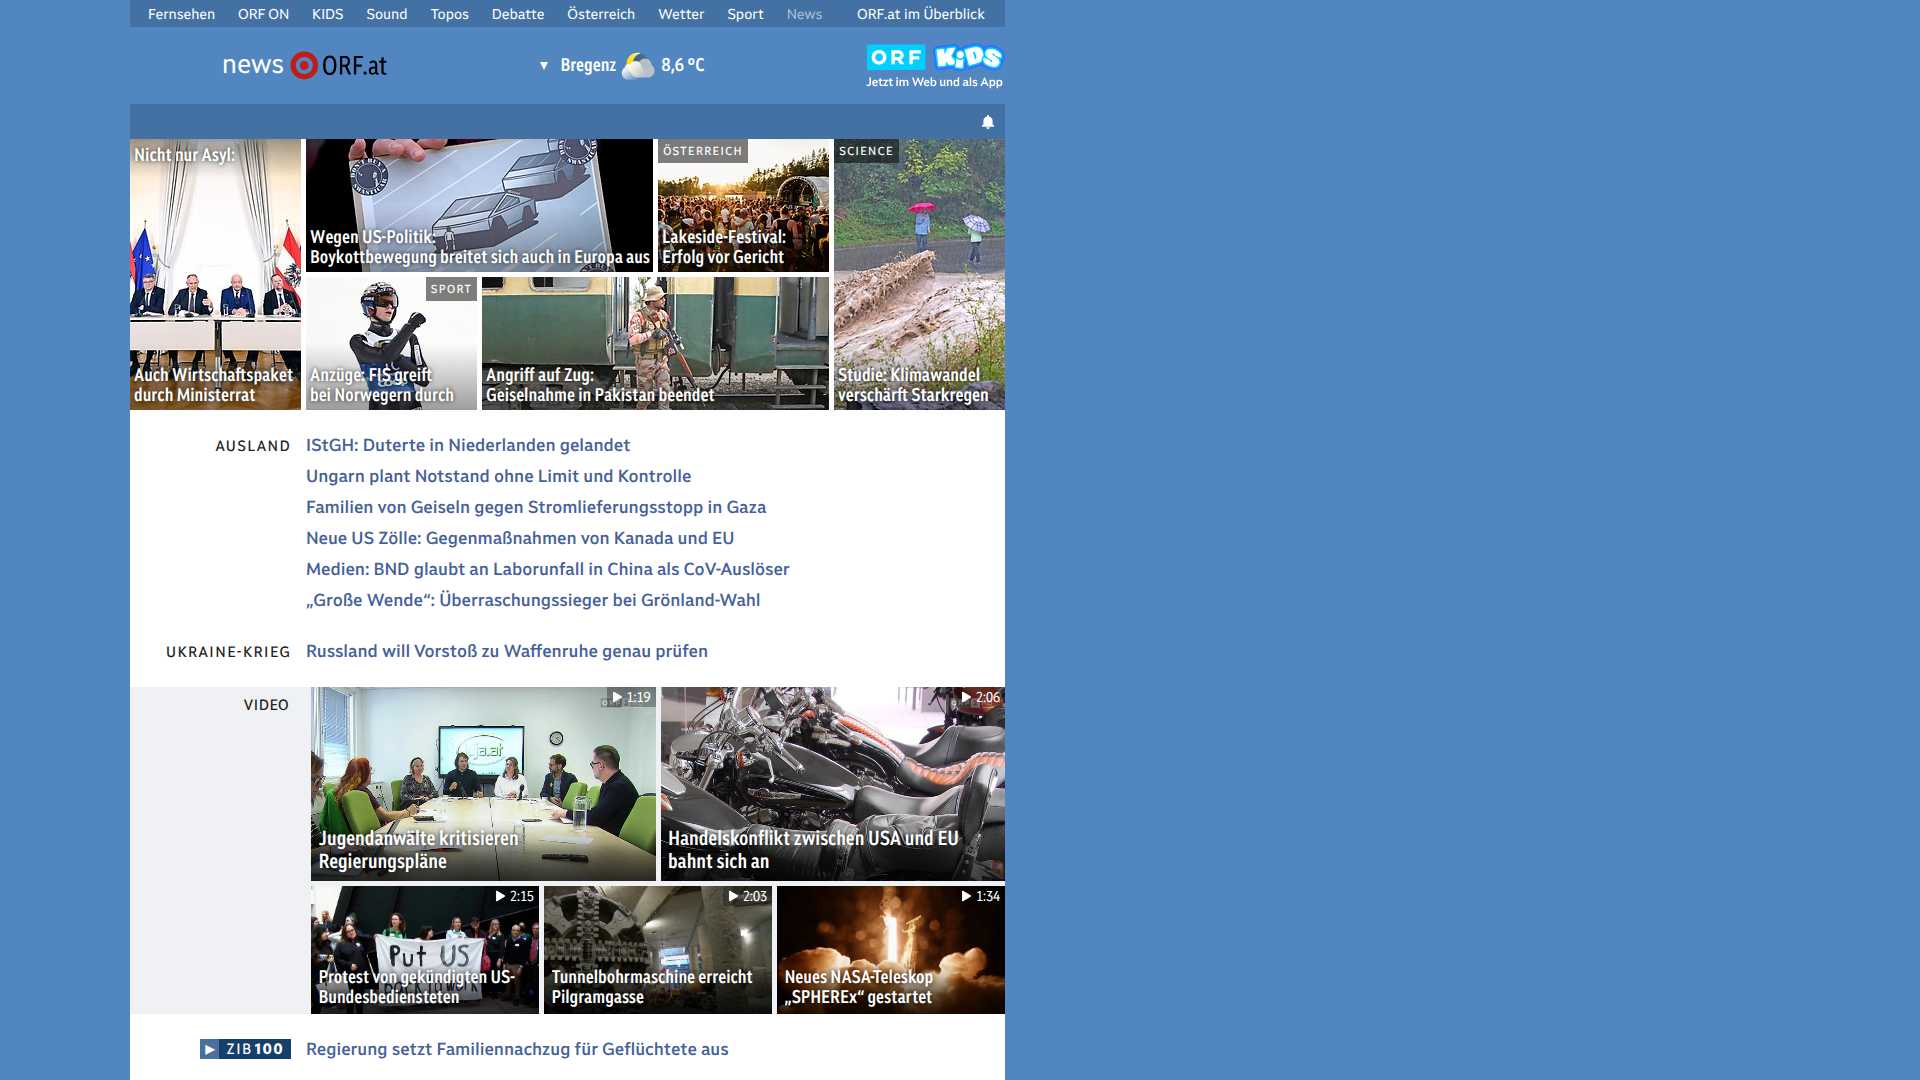 Fernsehen ORF ON KIDS Sound Topos Debatte Österreich Wetter Sport News ORF.at im Überblick
news ORF.at
Bregenz 8,6 °C
ORF KiDS
Jetzt im Web und als App
Nicht nur Asyl:
Auch Wirtschaftspaket
durch Ministerrat
Wegen US-Politik:
Boykottbewegung breitet sich auch in Europa aus
ÖSTERREICH
Lakeside-Festival:
Erfolg vor Gericht
SCIENCE
Studie: Klimawandel
verschärft Starkregen
SPORT
Anzüge: FIS greift
bei Norwegern durch
Angriff auf Zug:
Geiselnahme in Pakistan beendet
AUSLAND
IStGH: Duterte in Niederlanden gelandet
Ungarn plant Notstand ohne Limit und Kontrolle
Familien von Geiseln gegen Stromlieferungsstopp in Gaza
Neue US Zölle: Gegenmaßnahmen von Kanada und EU
Medien: BND glaubt an Laborunfall in China als CoV-Auslöser
„Große Wende“: Überraschungssieger bei Grönland-Wahl
UKRAINE-KRIEG
Russland will Vorstoß zu Waffenruhe genau prüfen
VIDEO
1:19
ja.at
Jugendanwälte kritisieren
Regierungspläne
2:06
Handelskonflikt zwischen USA und EU
bahnt sich an
2:15
Put US
Protest von gekündigten US-
Bundesbediensteten
2:03
Tunnelbohrmaschine erreicht
Pilgramgasse
1:34
Neues NASA-Teleskop
„SPHEREx“ gestartet
ZIB 100
Regierung setzt Familiennachzug für Geflüchtete aus